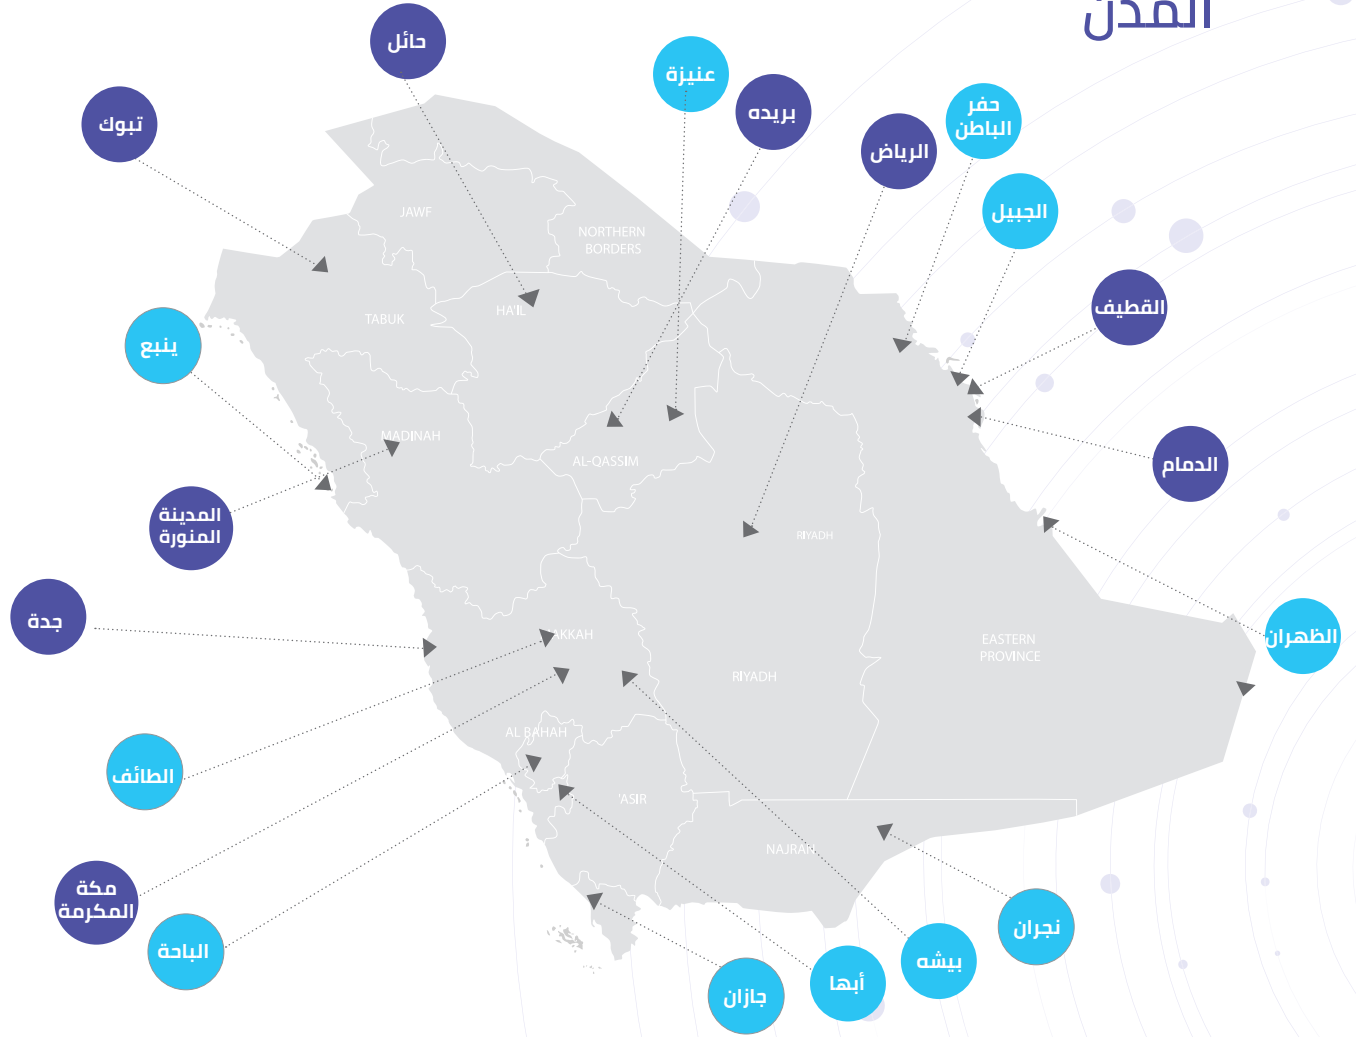 المدن
حائل
عنيزة
بريده
حفر
الباطن
تبوك
الرياض
الجبيل
JAWF
NORTHERN
BORDERS
القطيف
HA'IL
TABUK
ينبع
MADINAH
AL-QASSIM
الدمام
المدينة
المنورة
RIYADH
جدة
AKKAH
EASTERN
PROVINCE
الظهران
RIYADH
AL BAHAH
الطائف
'ASIR
NAJRAN
مكة
المكرمة
الباحة
نجران
بيشه
أبها
جازان